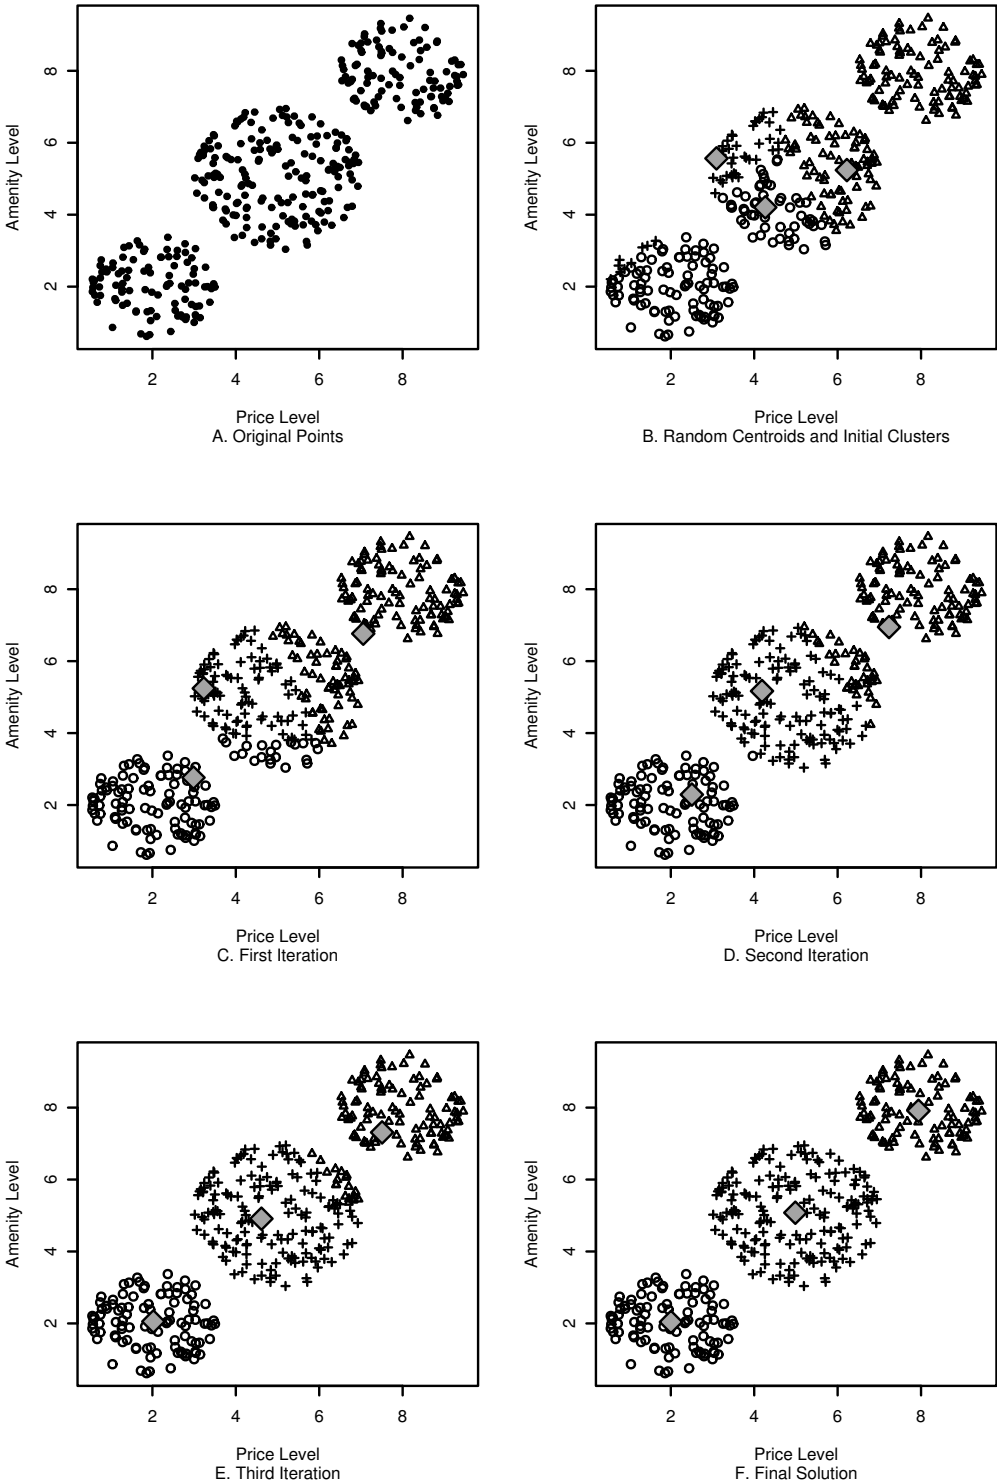 Amenity Level
8
6
4
2
2 4 6 8
Price Level
A. Original Points
Amenity Level
8
6
4
2
2 4 6 8
Price Level
B. Random Centroids and Initial Clusters
Amenity Level
8
6
4
2
2 4 6 8
Price Level
C. First Iteration
Amenity Level
8
6
4
2
2 4 6 8
Price Level
D. Second Iteration
Amenity Level
8
6
4
2
2 4 6 8
Price Level
E. Third Iteration
Amenity Level
8
6
4
2
2 4 6 8
Price Level
F. Final Solution